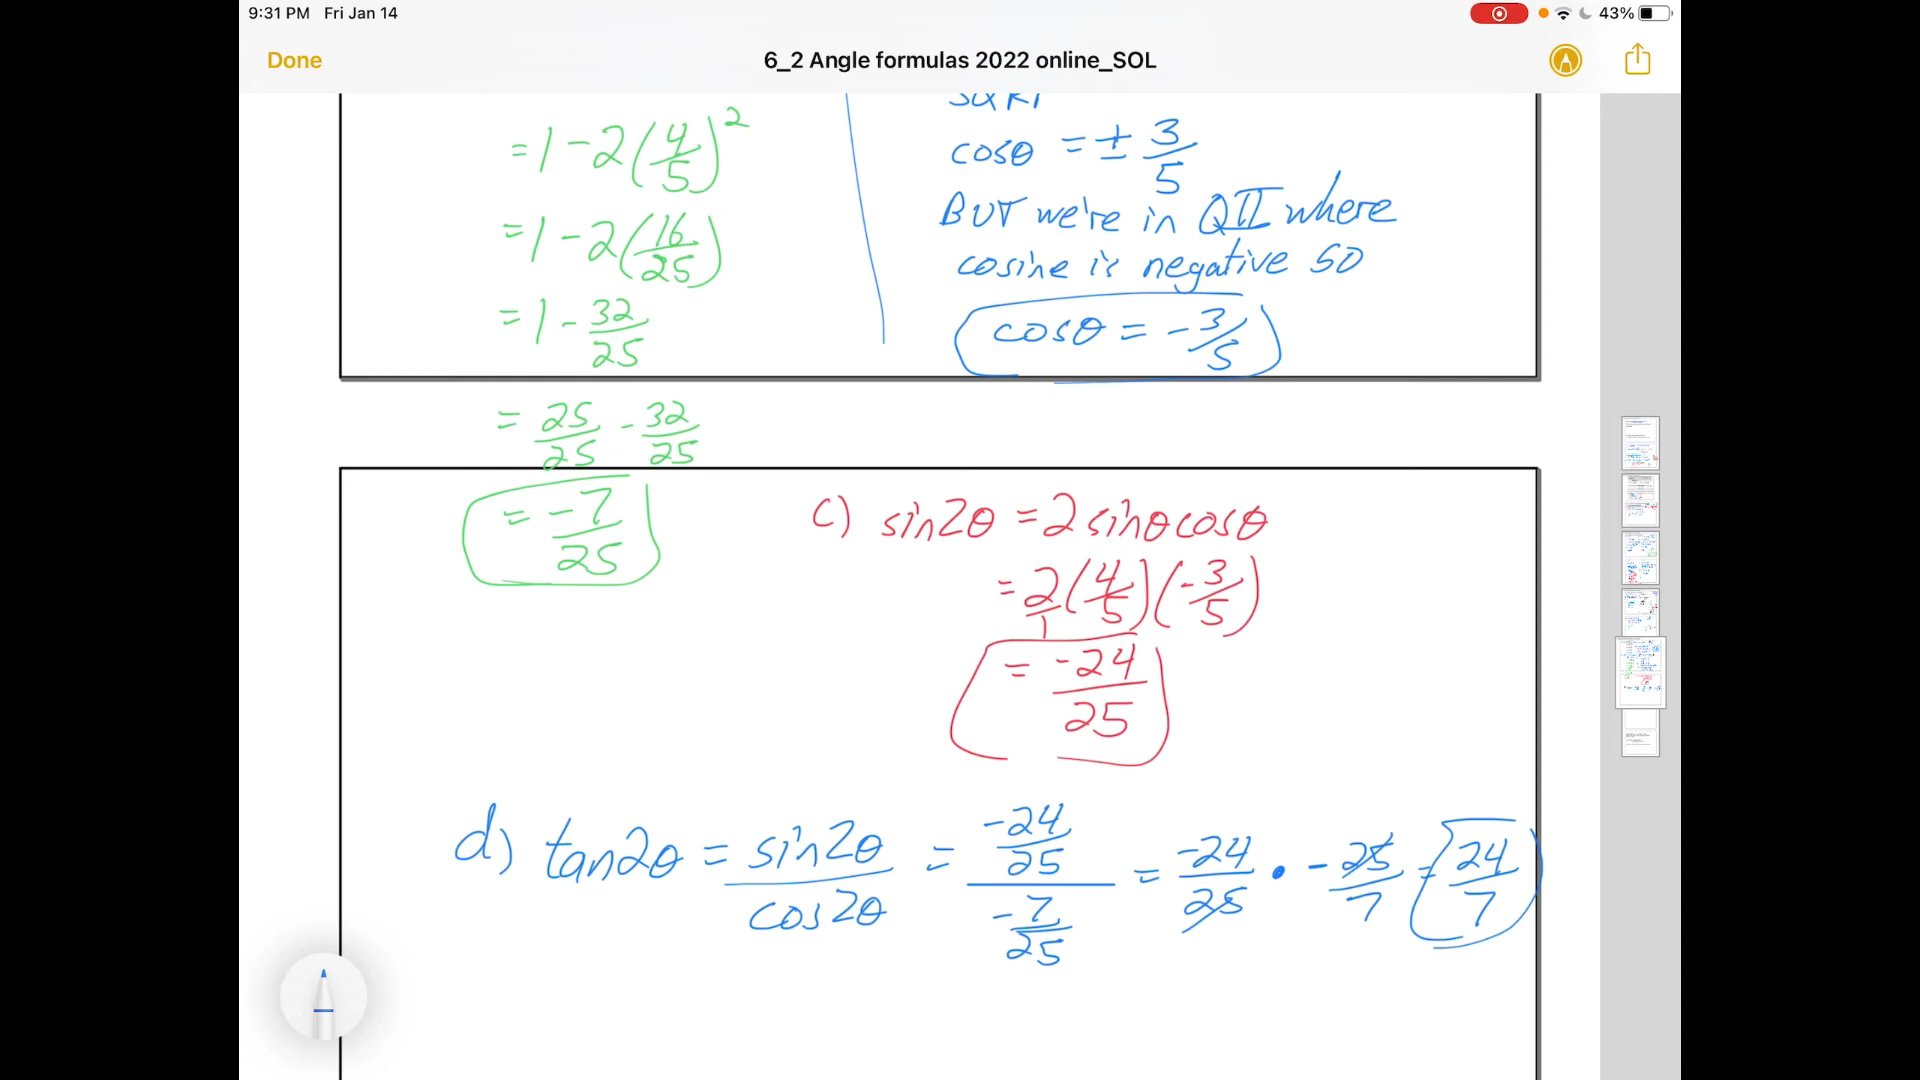 9:31 PM Fri Jan 14
43%
Done
6_2 Angle formulas 2022 online_SOL
= 1 - 2(4/5)^2
= 1 - 2(16/25)
= 1 - 32/25
= 25/25 - 32/25
= -7/25
cosθ = ± 3/5
BUT we're in QII where
cosine is negative so
cosθ = -3/5
c) sin2θ = 2 sinθcosθ
= 2/1 (4/5)(-3/5)
= -24/25
d) tan2θ = sin2θ/cos2θ = (-24/25)/(-7/25) = -24/25 • -25/7 = 24/7